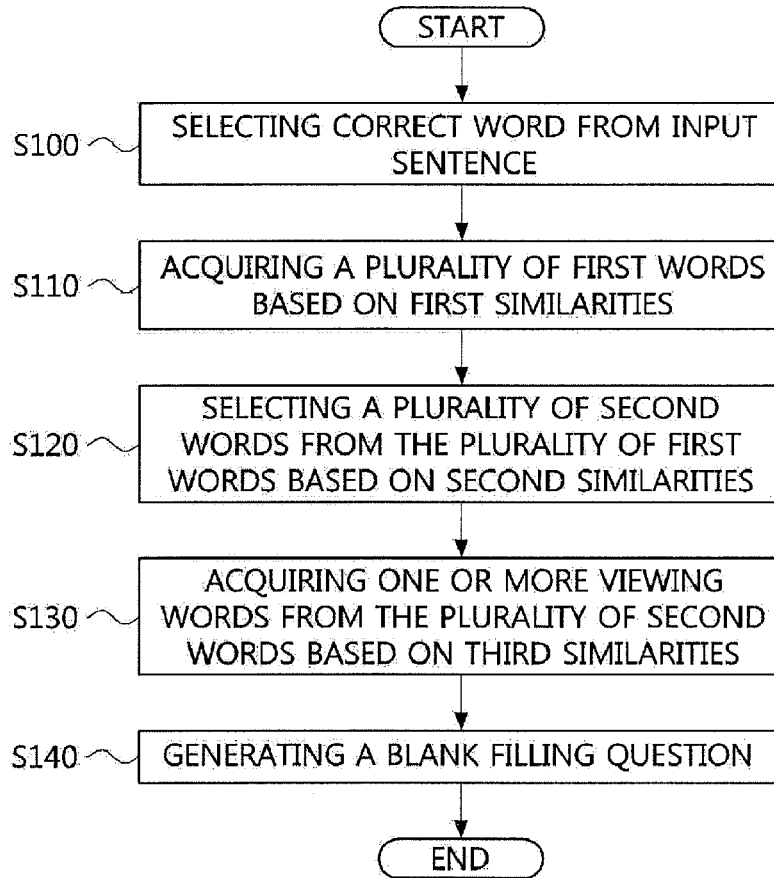 START
S100
SELECTING CORRECT WORD FROM INPUT
SENTENCE
S110
ACQUIRING A PLURALITY OF FIRST WORDS
BASED ON FIRST SIMILARITIES
S120
SELECTING A PLURALITY OF SECOND
WORDS FROM THE PLURALITY OF FIRST
WORDS BASED ON SECOND SIMILARITIES
S130
ACQUIRING ONE OR MORE VIEWING
WORDS FROM THE PLURALITY OF SECOND
WORDS BASED ON THIRD SIMILARITIES
S140
GENERATING A BLANK FILLING QUESTION
END